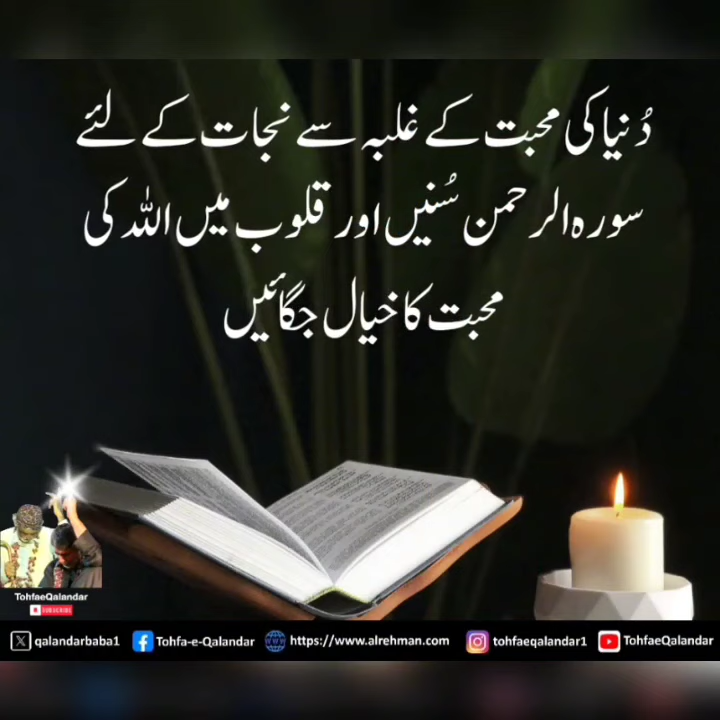 دُنیا کی محبت کے غلبہ سے نجات کے لئے
سورہ الرحمن سُنیں اور قلوب میں اللہ کی
محبت کا خیال جگائیں
TohfaeQalandar
SUBSCRIBE
qalandarbaba1 Tohfa-e-Qalandar www https://www.alrehman.com tohfaeqalandar1 TohfaeQalandar